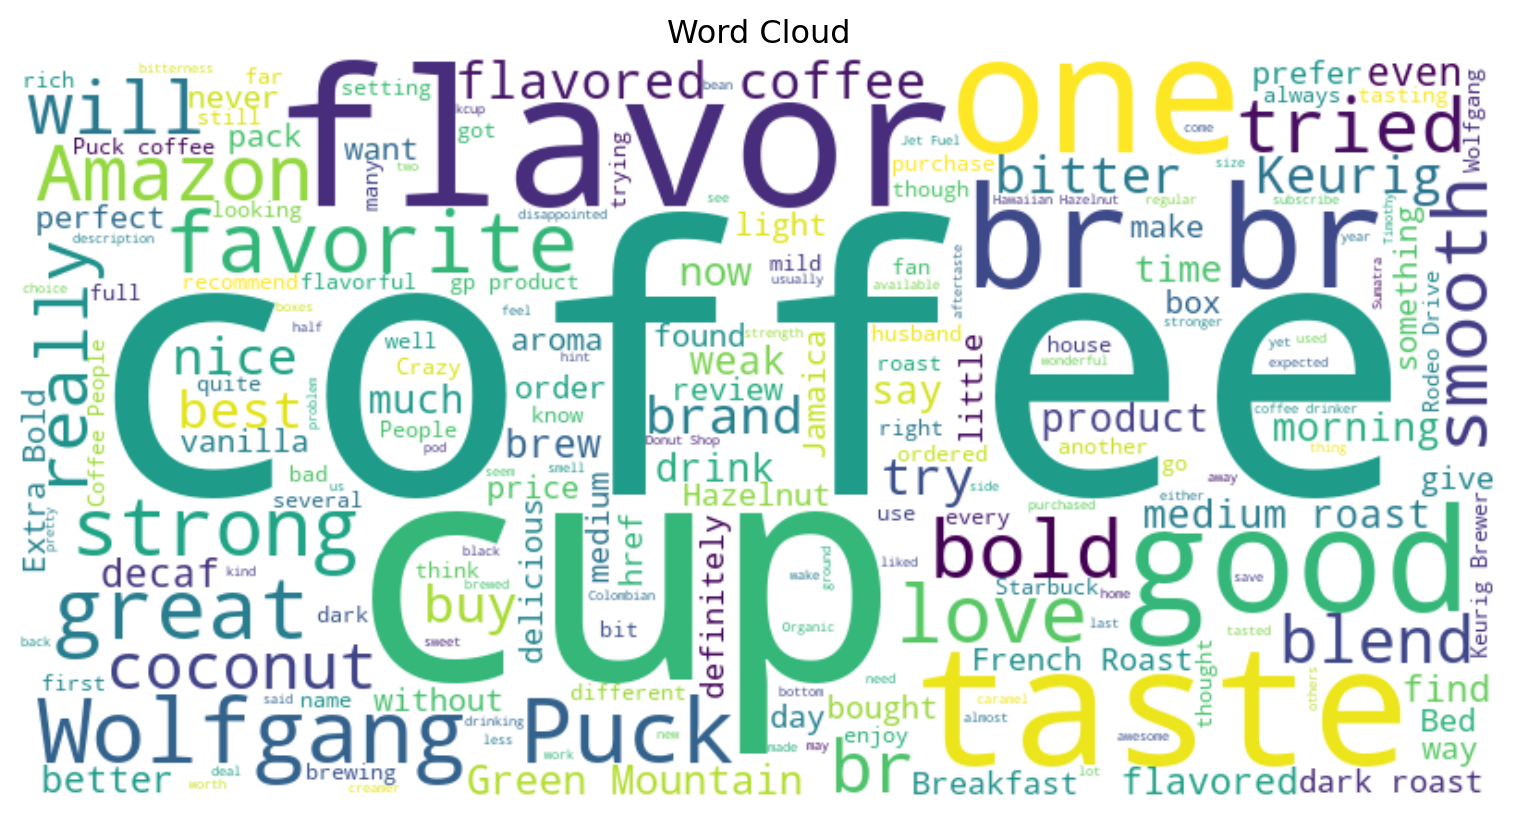 Word Cloud
bitterness
rich
far
setting
flavored coffee
bean
one
prefer
even
will
never
still
kcup
got
flavor
always
tasting
tried
Wolfgang
Puck coffee
pack
want
come
Jet Fuel
Amazon
many
two
trying
purchase
though
bitter
size
Keurig
perfect
looking
see
disappointed
Hawaiian Hazelnut
regular
subscribe
description
favorite
light
br br
make
year
Timothy
smooth
really
recommend
flavorful
gp product
now
mild
usually
fan
available
aftertaste
time
something
choice
full
boxes
feel
box
Sumatra
Rodeo Drive
half
well
aroma
found
strength
husband
stronger
coffee
nice
Crazy
hint
weak
Jamaica
roast
little
house
yet
used
wonderful
expected
quite
much
order
review
say
Coffee People
best
problem
People
know
brand
product
coffee drinker
vanilla
pod
brew
Donut Shop
right
morning
Extra Bold
bad
us
seem
smell
drink
ordered
another
go
thing
several
price
Hazelnut
try
side
away
give
strong
pretty
delicious
medium
href
definitely
use
every
purchased
either
medium roast
Keurig Brewer
decaf
kind
black
think
brewed
cup
wake
ground
liked
bold
good
save
great
dark
buy
Colombian
Starbuck
home
back
sweet
bit
Organic
love
last
tasted
blend
coconut
French Roast
thought
first
said
name
without
different
bottom
need
bought
caramel
others
find
Wolfgang Puck
drinking
less
new
day
enjoy
almost
taste
awesome
Bed
way
work
made
may
better
deal
worth
brewing
creamer
Green Mountain
br
Breakfast
lot
flavored
dark roast